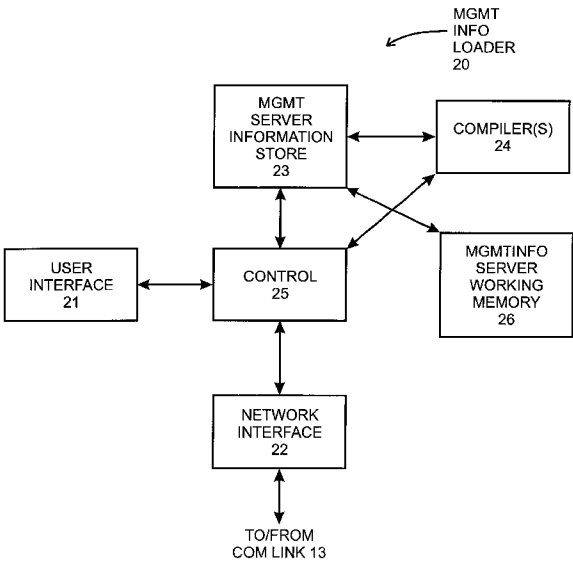 MGMT
INFO
LOADER
20
MGMT
SERVER
INFORMATION
STORE
23
COMPILER(S)
24
USER
INTERFACE
21
CONTROL
25
MGMTINFO
SERVER
WORKING
MEMORY
26
NETWORK
INTERFACE
22
TO/FROM
COM LINK 13